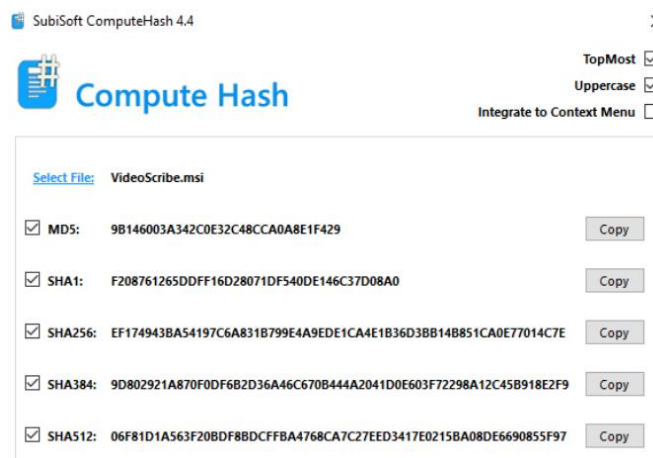 SubiSoft ComputeHash 4.4
TopMost
Uppercase
Integrate to Context Menu
# Compute Hash
Select File: VideoScribe.msi
MD5: 9B146003A342C0E32C48CCA0A8E1F429 Copy
SHA1: F208761265DDFF16D28071DF540DE146C37D08A0 Copy
SHA256: EF174943BA54197C6A831B799E4A9EDE1CA4E1B36D3BB14B851CA0E77014C7E Copy
SHA384: 9D802921A870F0DF6B2D36A46C670B444A2041D0E603F72298A12C45B918E2F9 Copy
SHA512: 06F81D1A563F20BDF8BDCFFBA4768CA7C27EED3417E0215BA08DE6690855F97 Copy